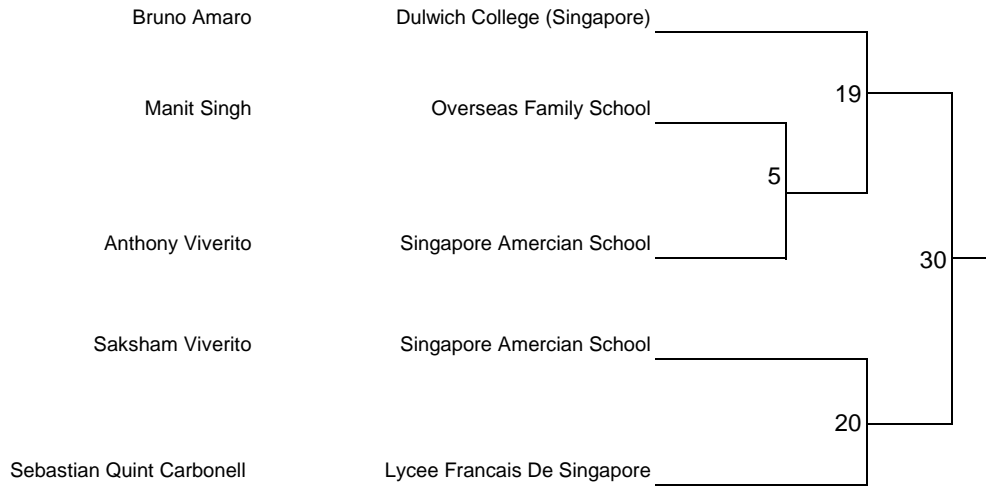 Bruno Amaro Dulwich College (Singapore)
19
Manit Singh Overseas Family School
5
Anthony Viverito Singapore Amercian School
30
Saksham Viverito Singapore Amercian School
20
Sebastian Quint Carbonell Lycee Francais De Singapore